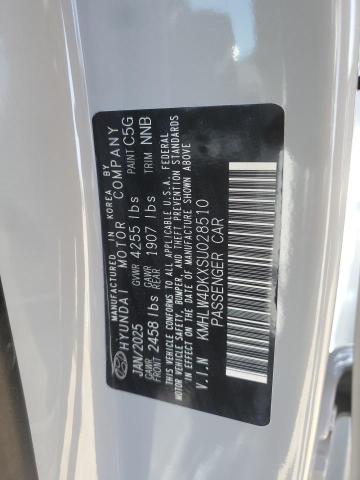 MANUFACTURED IN KOREA BY
HYUNDAI MOTOR COMPANY
JAN/2025 GVWR 4255 lbs PAINT C5G
GAWR FRONT 2458 lbs GAWR REAR 1907 lbs TRIM NNB
THIS VEHICLE CONFORMS TO ALL APPLICABLE U.S.A. FEDERAL
MOTOR VEHICLE SAFETY, BUMPER AND THEFT PREVENTION STANDARDS
IN EFFECT ON THE DATE OF MANUFACTURE SHOWN ABOVE.
V.I.N KMHLW4DKXSU028510
PASSENGER CAR